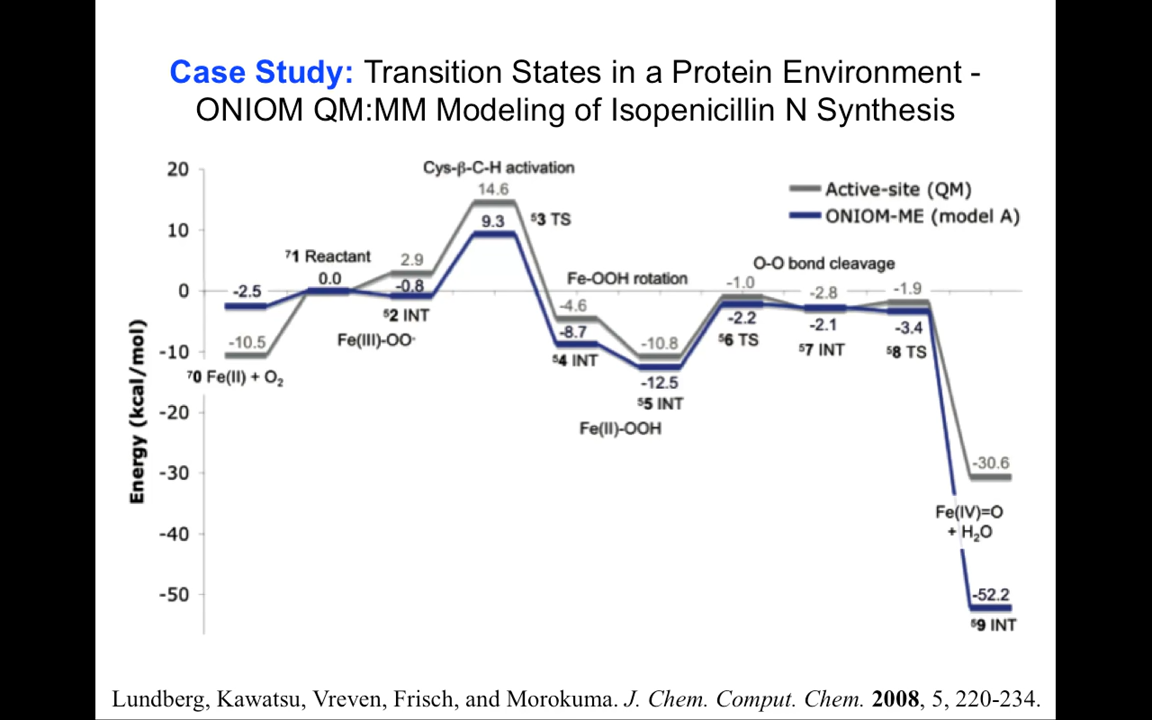 Case Study: Transition States in a Protein Environment -
ONIOM QM:MM Modeling of Isopenicillin N Synthesis
Energy (kcal/mol)
20
10
0
-10
-20
-30
-40
-50
Active-site (QM)
ONIOM-ME (model A)
-2.5
-10.5
⁷0 Fe(II) + O₂
⁷1 Reactant
0.0
2.9
-0.8
⁵2 INT
Fe(III)-OO·
Cys-β-C-H activation
14.6
9.3
⁵3 TS
-4.6
-8.7
⁵4 INT
Fe-OOH rotation
-10.8
-12.5
⁵5 INT
Fe(II)-OOH
O-O bond cleavage
-1.0
-2.2
⁵6 TS
-2.8
-2.1
⁵7 INT
-1.9
-3.4
⁵8 TS
-30.6
Fe(IV)=O
+ H₂O
-52.2
⁵9 INT
Lundberg, Kawatsu, Vreven, Frisch, and Morokuma. J. Chem. Comput. Chem. 2008, 5, 220-234.